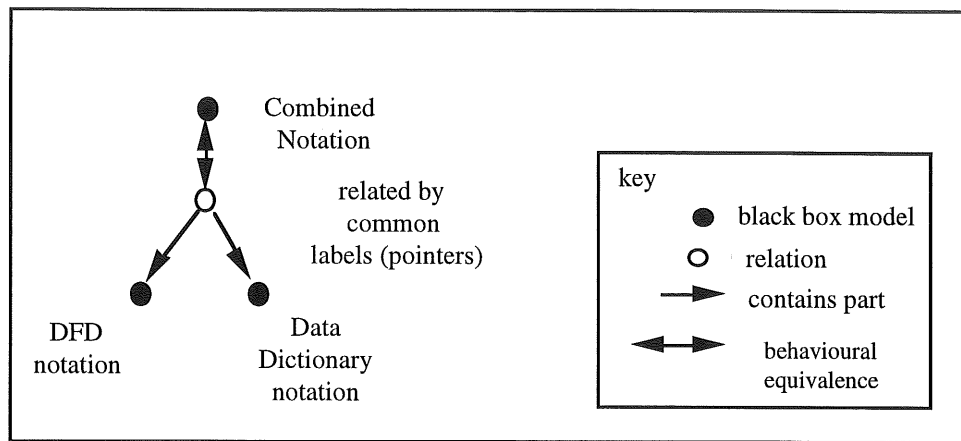 Combined
Notation
related by
common
labels (pointers)
DFD
notation
Data
Dictionary
notation
key
black box model
relation
contains part
behavioural
equivalence